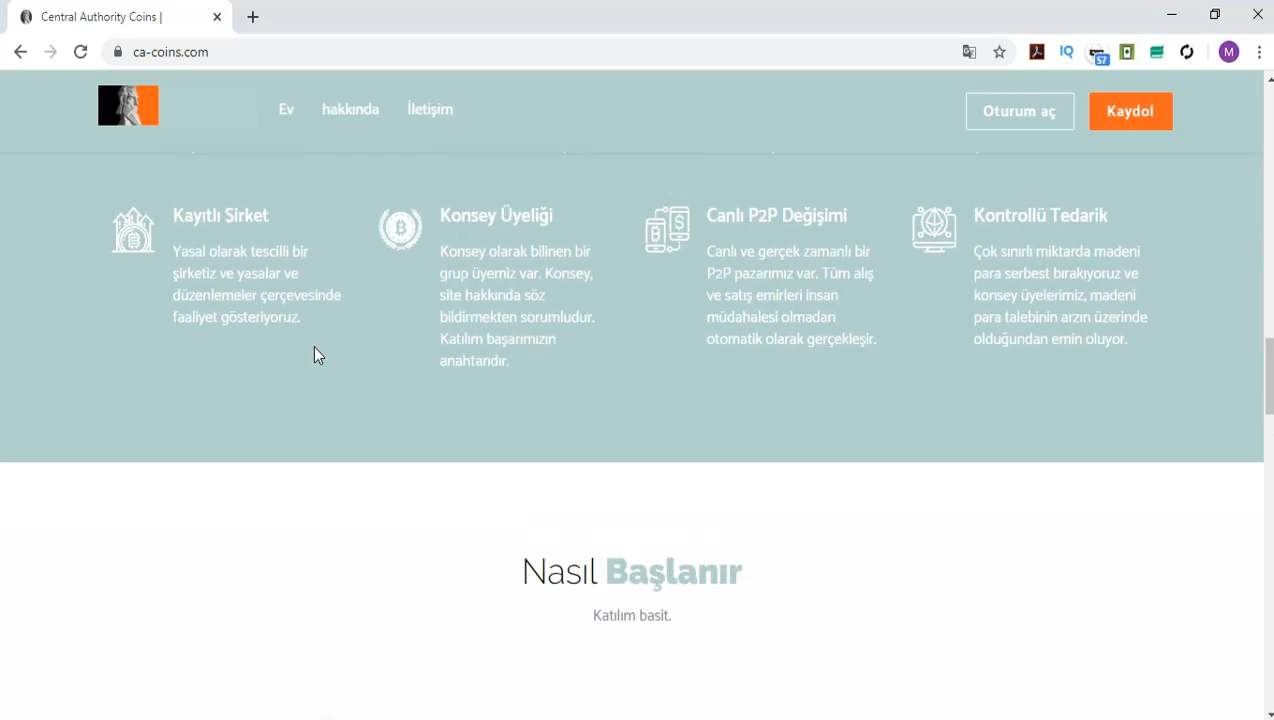 Central Authority Coins |
ca-coins.com
57
M
Ev
hakkında
İletişim
Oturum aç
Kaydol
Kayıtlı Şirket
Yasal olarak tescilli bir
şirketiz ve yasalar ve
düzenlemeler çerçevesinde
faaliyet gösteriyoruz.
Konsey Üyeliği
Konsey olarak bilinen bir
grup üyemiz var. Konsey,
site hakkında söz
bildirmekten sorumludur.
Katılım başarımızın
anahtarıdır.
Canlı P2P Değişimi
Canlı ve gerçek zamanlı bir
P2P pazarımız var. Tüm alış
ve satış emirleri insan
müdahalesi olmadan
otomatik olarak gerçekleşir.
Kontrollü Tedarik
Çok sınırlı miktarda madeni
para serbest bırakıyoruz ve
konsey üyelerimiz, madeni
para talebinin arzın üzerinde
olduğundan emin oluyor.
Nasıl Başlanır
Katılım basit.